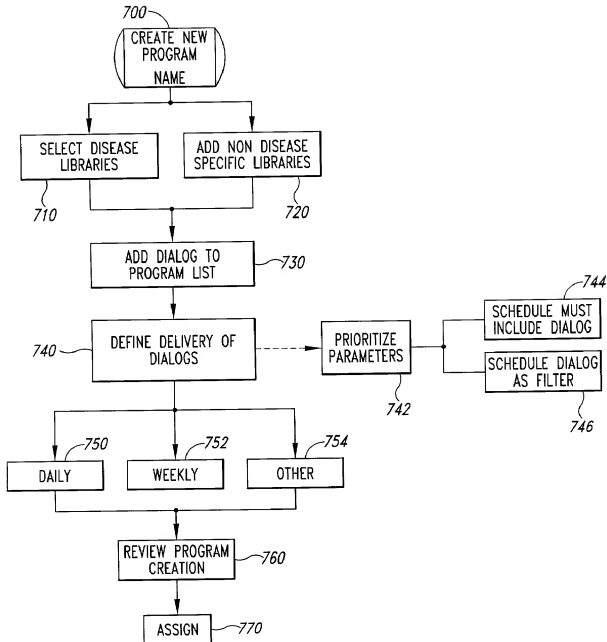 700
CREATE NEW
PROGRAM
NAME
SELECT DISEASE
LIBRARIES
710
ADD NON DISEASE
SPECIFIC LIBRARIES
720
ADD DIALOG TO
PROGRAM LIST
730
740
DEFINE DELIVERY OF
DIALOGS
PRIORITIZE
PARAMETERS
742
744
SCHEDULE MUST
INCLUDE DIALOG
SCHEDULE DIALOG
AS FILTER
746
750
DAILY
752
WEEKLY
754
OTHER
REVIEW PROGRAM
CREATION
760
ASSIGN
770